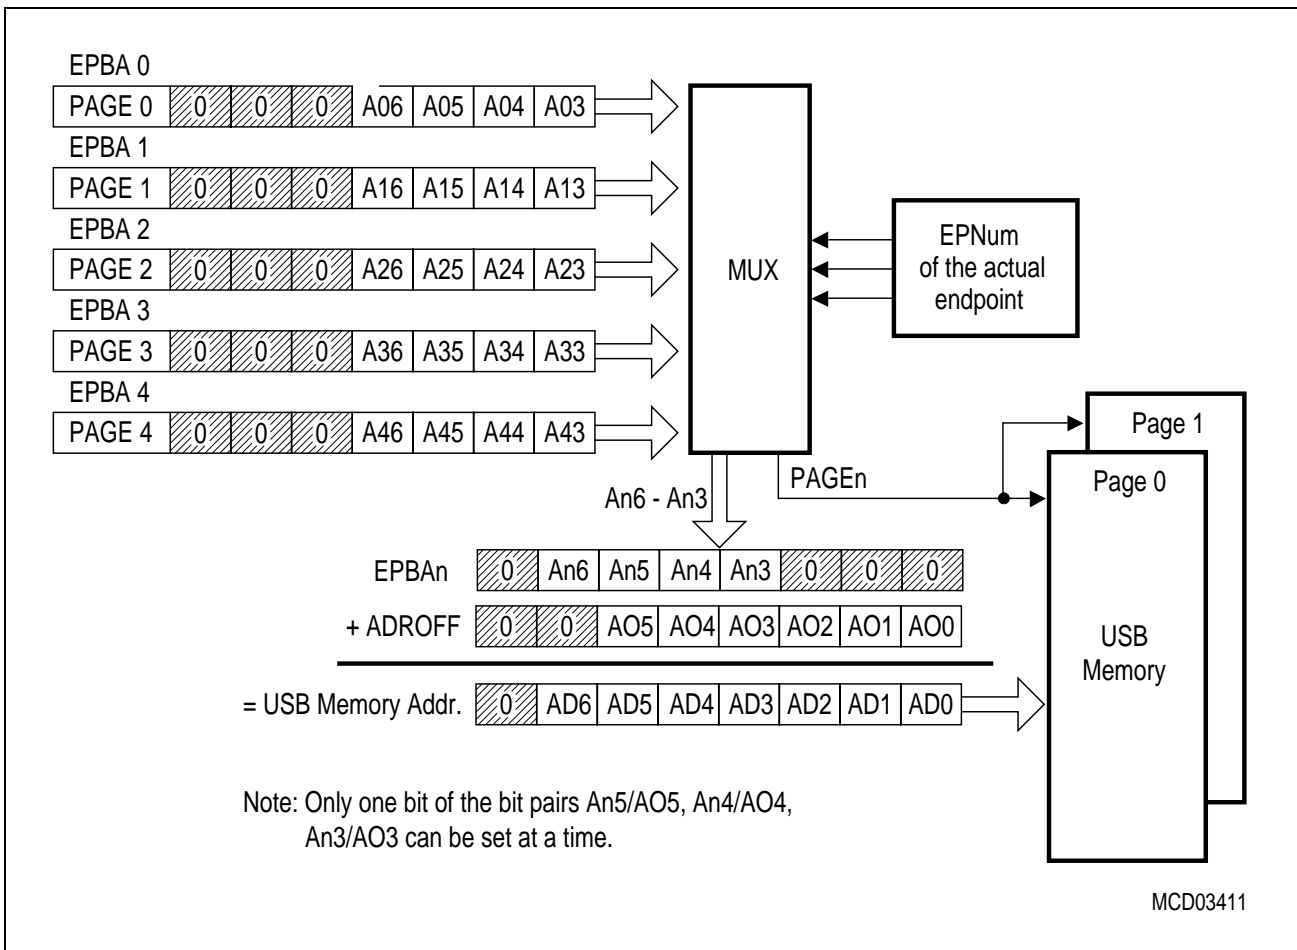 EPBA 0
PAGE 0 0 0 0 A06 A05 A04 A03
EPBA 1
PAGE 1 0 0 0 A16 A15 A14 A13
EPBA 2
PAGE 2 0 0 0 A26 A25 A24 A23
EPBA 3
PAGE 3 0 0 0 A36 A35 A34 A33
EPBA 4
PAGE 4 0 0 0 A46 A45 A44 A43
MUX
EPNum
of the actual
endpoint
An6 - An3
PAGEn
Page 1
Page 0
USB
Memory
EPBAn 0 An6 An5 An4 An3 0 0 0
+ ADROFF 0 0 AO5 AO4 AO3 AO2 AO1 AO0
= USB Memory Addr. 0 AD6 AD5 AD4 AD3 AD2 AD1 AD0
Note: Only one bit of the bit pairs An5/AO5, An4/AO4,
An3/AO3 can be set at a time.
MCD03411